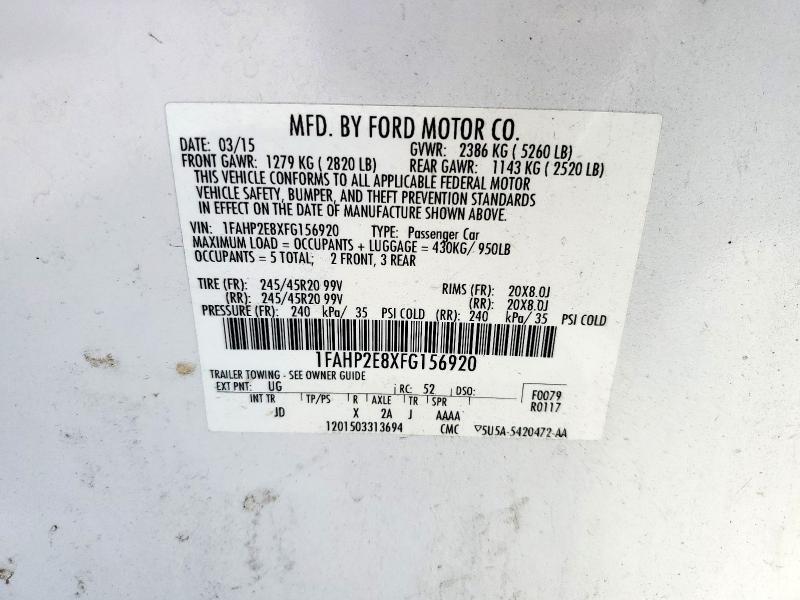 MFD. BY FORD MOTOR CO.
DATE: 03/15 GVWR: 2386 KG ( 5260 LB)
FRONT GAWR: 1279 KG ( 2820 LB) REAR GAWR: 1143 KG ( 2520 LB)
THIS VEHICLE CONFORMS TO ALL APPLICABLE FEDERAL MOTOR
VEHICLE SAFETY, BUMPER, AND THEFT PREVENTION STANDARDS
IN EFFECT ON THE DATE OF MANUFACTURE SHOWN ABOVE.
VIN: 1FAHP2E8XFG156920 TYPE: Passenger Car
MAXIMUM LOAD = OCCUPANTS + LUGGAGE = 430KG/ 950LB
OCCUPANTS = 5 TOTAL; 2 FRONT, 3 REAR
TIRE (FR): 245/45R20 99V RIMS (FR): 20X8.0J
(RR): 245/45R20 99V (RR): 20X8.0J
PRESSURE (FR): 240 kPa/ 35 PSI COLD (RR): 240 kPa/ 35 PSI COLD
1FAHP2E8XFG156920
TRAILER TOWING - SEE OWNER GUIDE
EXT PNT: UG RC: 52 DSO: F0079
INT TR TP/PS R AXLE TR SPR R0117
JD X 2A J AAAA
1201503313694 CMC ▽5U5A-5420472-AA